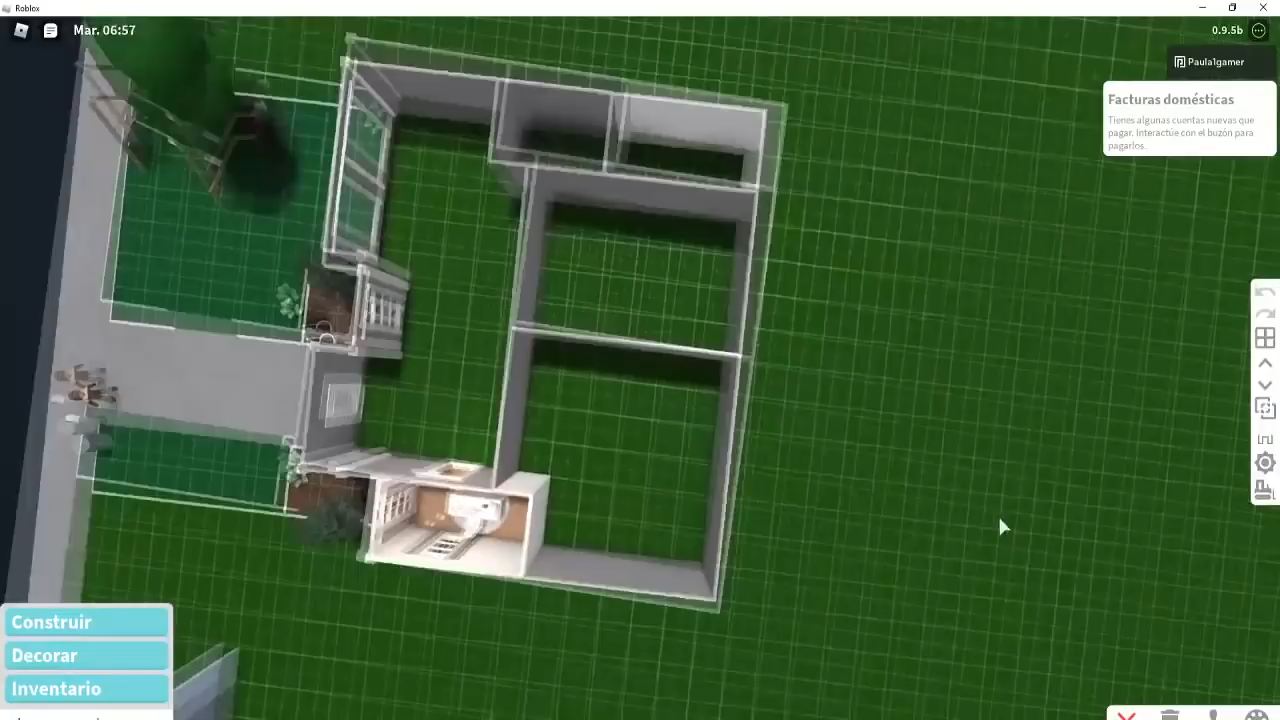 Roblox
Mar. 06:57
0.9.5b
Paula1gamer
Facturas domésticas
Tienes algunas cuentas nuevas que
pagar. Interactúe con el buzón para
pagarlos.
Construir
Decorar
Inventario